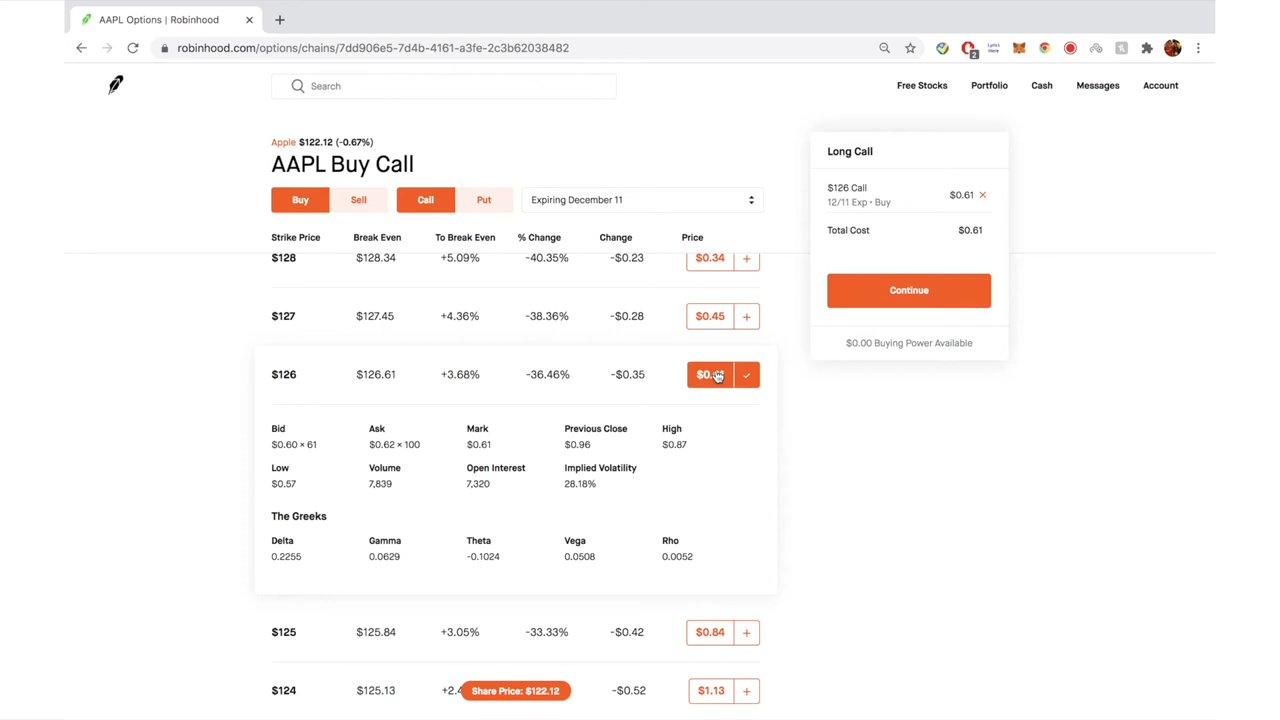 AAPL Options | Robinhood
robinhood.com/options/chains/7dd906e5-7d4b-4161-a3fe-2c3b62038482
2
Lyrics Here
Search
Free Stocks Portfolio Cash Messages Account
Apple $122.12 (-0.67%)
AAPL Buy Call
Buy Sell Call Put Expiring December 11
Strike Price Break Even To Break Even % Change Change Price
$128 $128.34 +5.09% -40.35% -$0.23 $0.34 +
$127 $127.45 +4.36% -38.36% -$0.28 $0.45 +
$126 $126.61 +3.68% -36.46% -$0.35
Bid Ask Mark Previous Close High
$0.60 × 61 $0.62 × 100 $0.61 $0.96 $0.87
Low Volume Open Interest Implied Volatility
$0.57 7,839 7,320 28.18%
The Greeks
Delta Gamma Theta Vega Rho
0.2255 0.0629 -0.1024 0.0508 0.0052
$125 $125.84 +3.05% -33.33% -$0.42 $0.84 +
$124 $125.13 -$0.52 $1.13 +
Share Price: $122.12
Long Call
$126 Call
12/11 Exp • Buy $0.61
Total Cost $0.61
Continue
$0.00 Buying Power Available